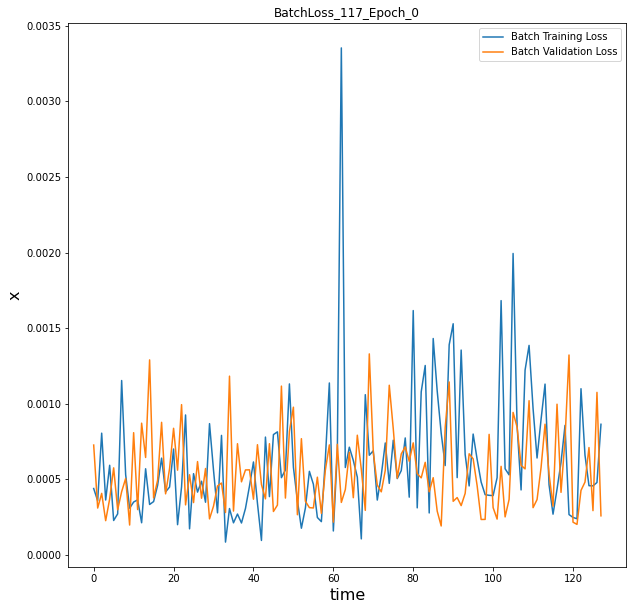 BatchLoss_117_Epoch_0
Batch Training Loss
Batch Validation Loss
0.0035
0.0030
0.0025
0.0020
0.0015
0.0010
0.0005
0.0000
x
0 20 40 60 80 100 120
time